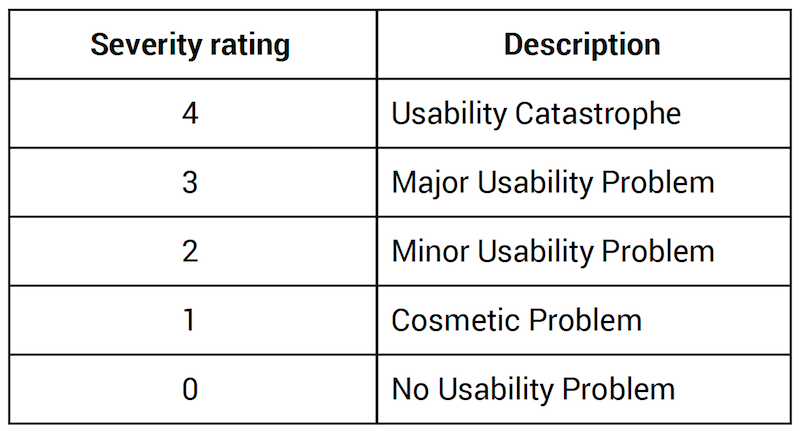 Severity rating Description
4 Usability Catastrophe
3 Major Usability Problem
2 Minor Usability Problem
1 Cosmetic Problem
0 No Usability Problem